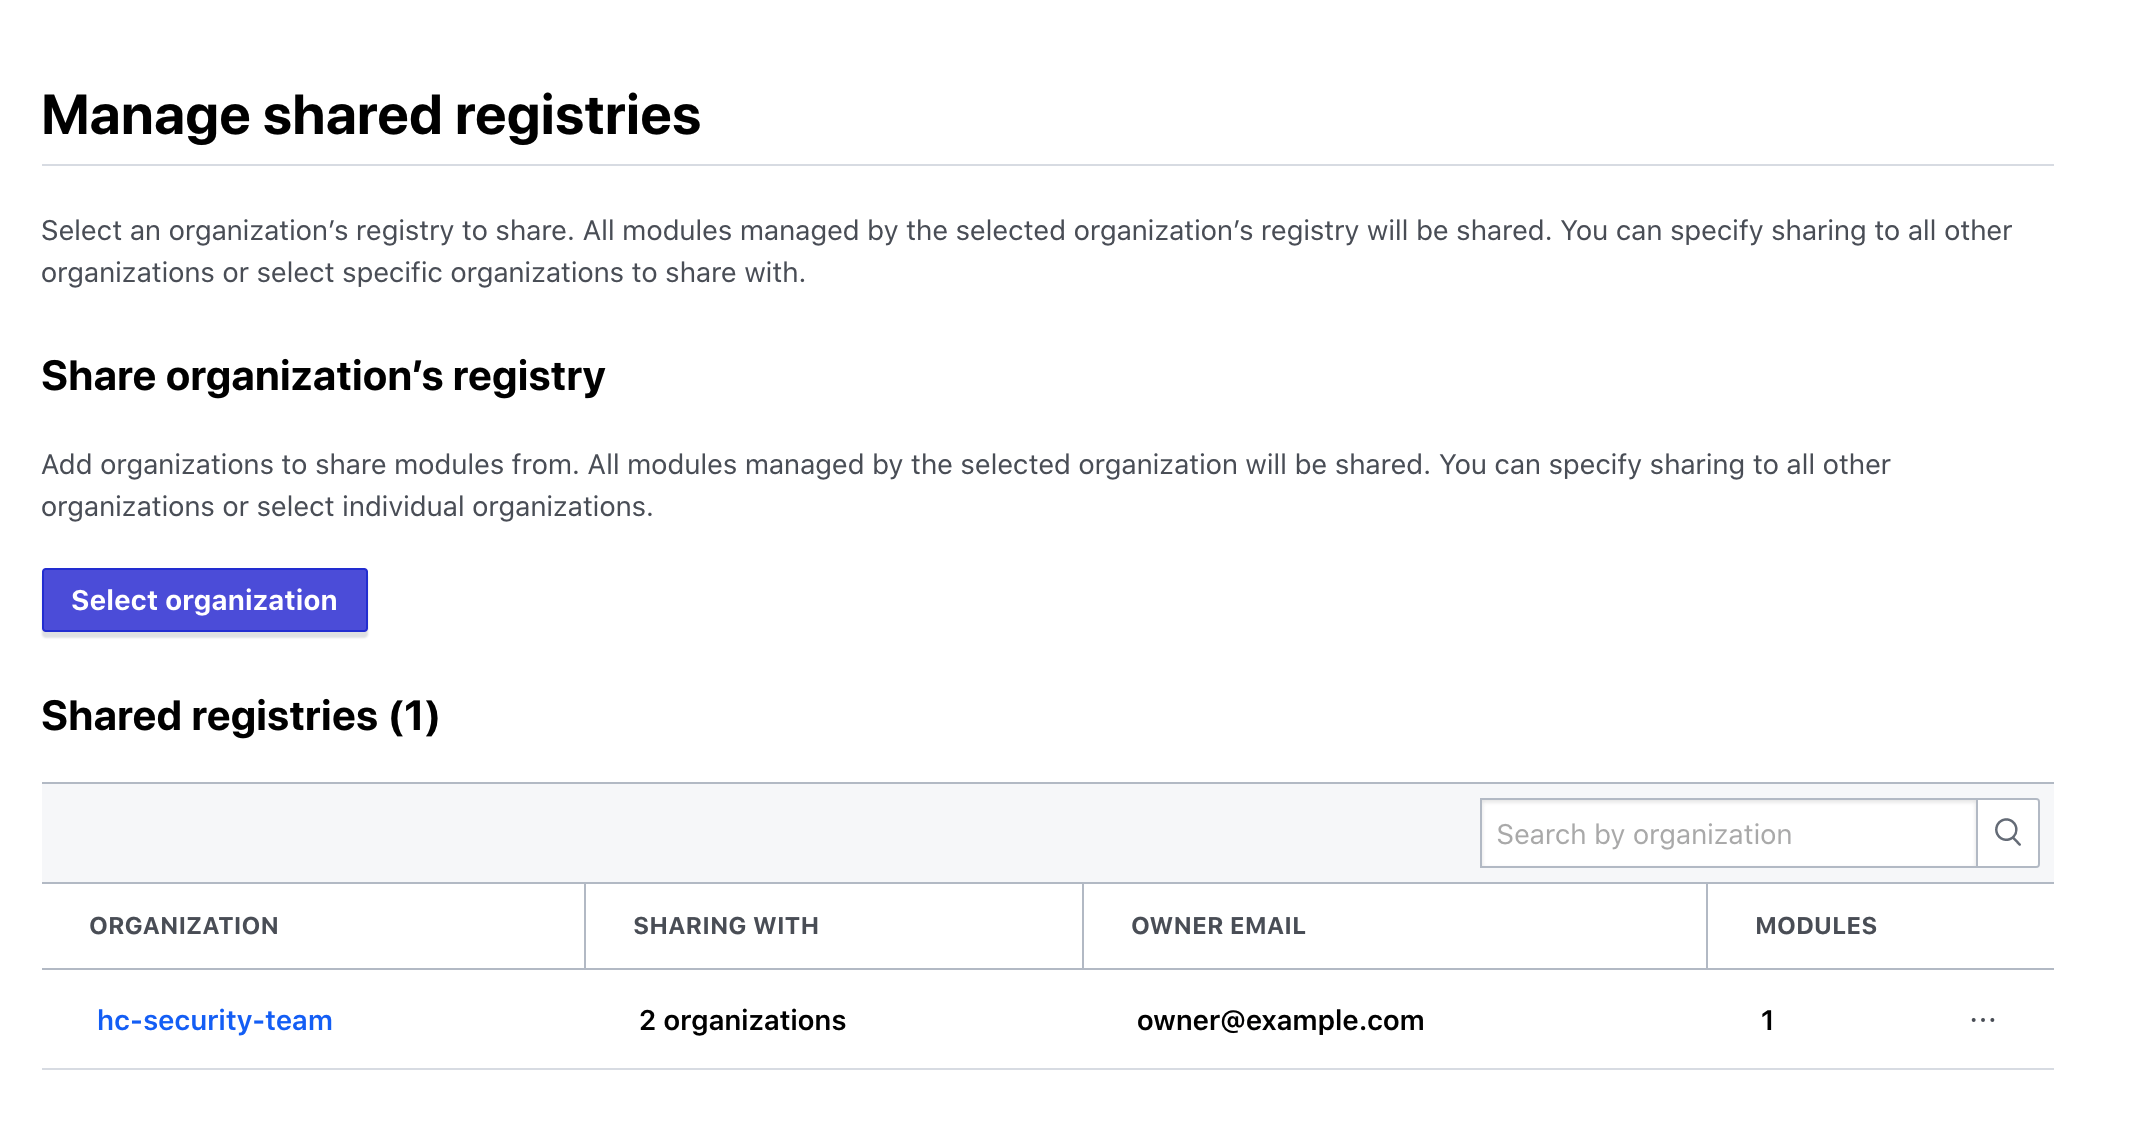 Manage shared registries
Select an organization’s registry to share. All modules managed by the selected organization’s registry will be shared. You can specify sharing to all other
organizations or select specific organizations to share with.
Share organization’s registry
Add organizations to share modules from. All modules managed by the selected organization will be shared. You can specify sharing to all other
organizations or select individual organizations.
Select organization
Shared registries (1)
Search by organization
ORGANIZATION SHARING WITH OWNER EMAIL MODULES
hc-security-team 2 organizations owner@example.com 1 ···